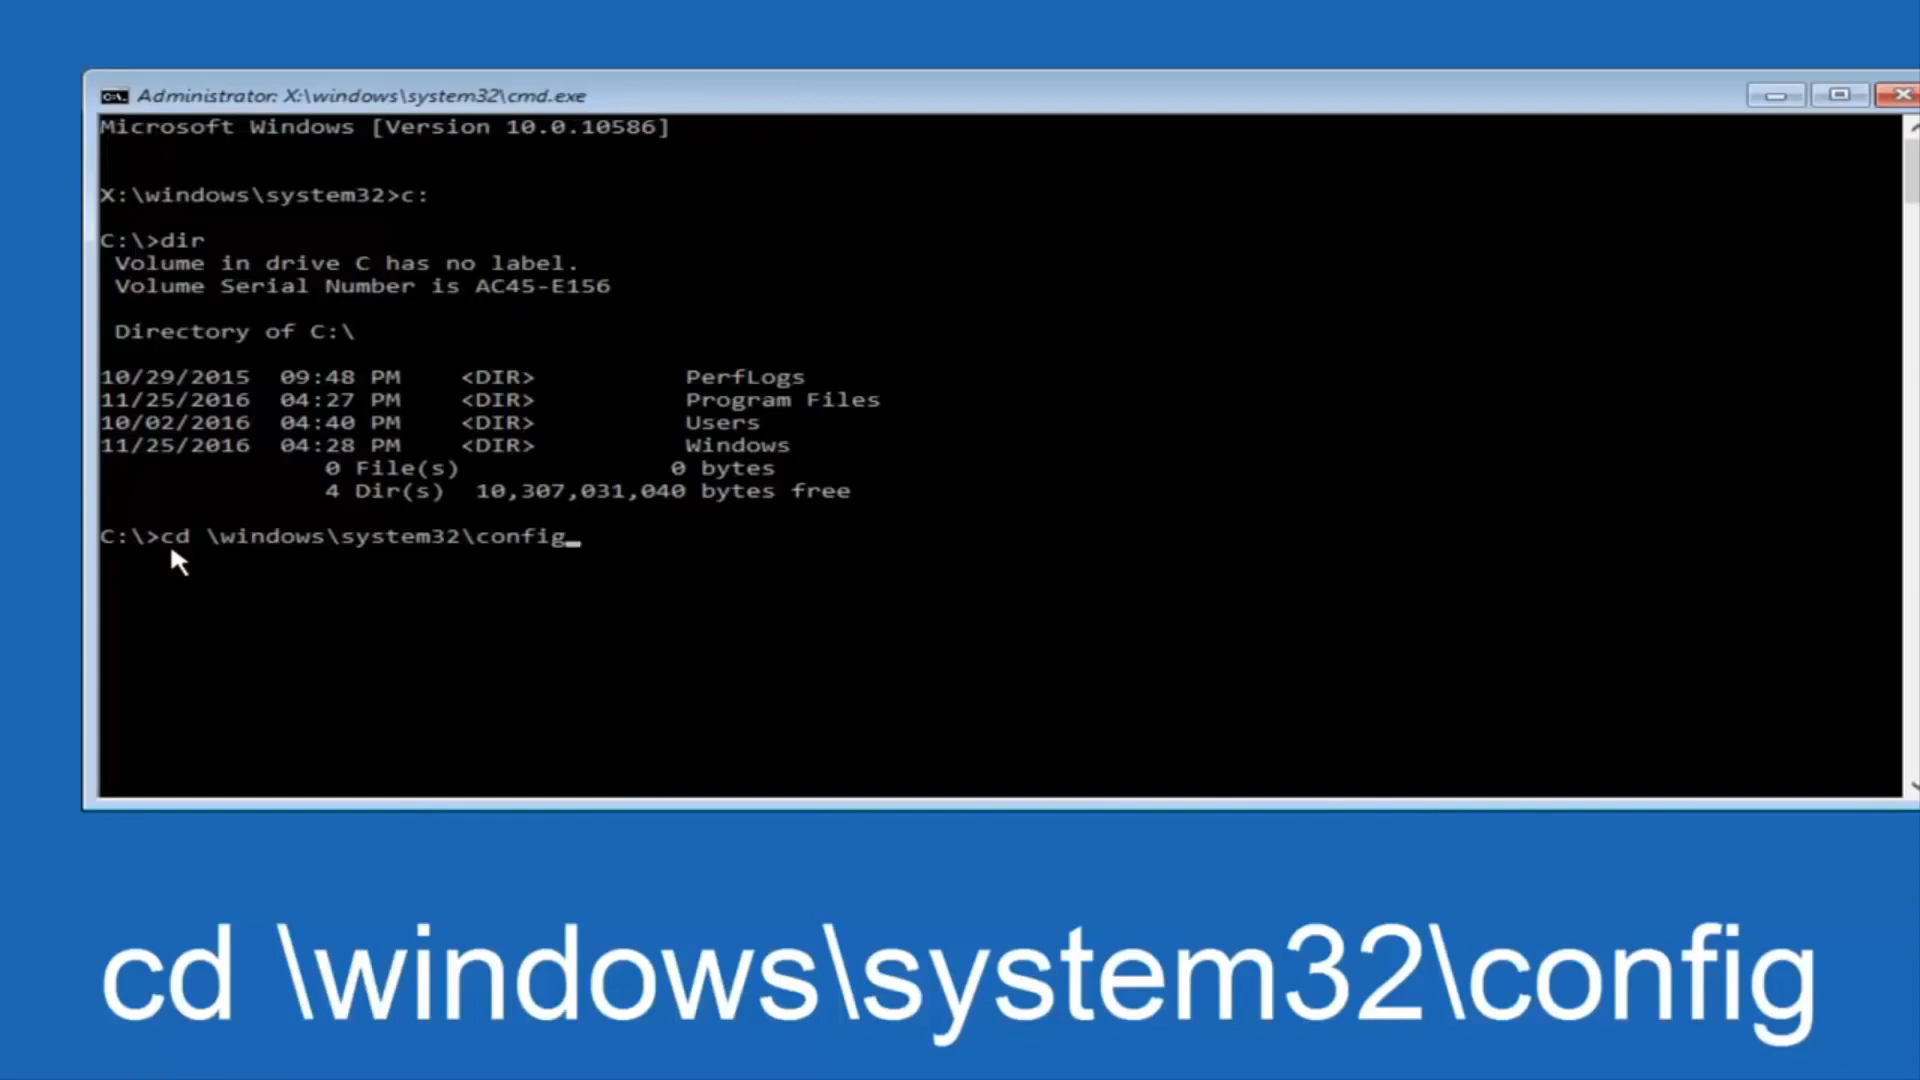 Administrator: X:\windows\system32\cmd.exe
Microsoft Windows [Version 10.0.10586]
X:\windows\system32>c:
C:\>dir
Volume in drive C has no label.
Volume Serial Number is AC45-E156
Directory of C:\
10/29/2015 09:48 PM <DIR> PerfLogs
11/25/2016 04:27 PM <DIR> Program Files
10/02/2016 04:40 PM <DIR> Users
11/25/2016 04:28 PM <DIR> Windows
0 File(s) 0 bytes
4 Dir(s) 10,307,031,040 bytes free
C:\>cd \windows\system32\config_
cd \windows\system32\config